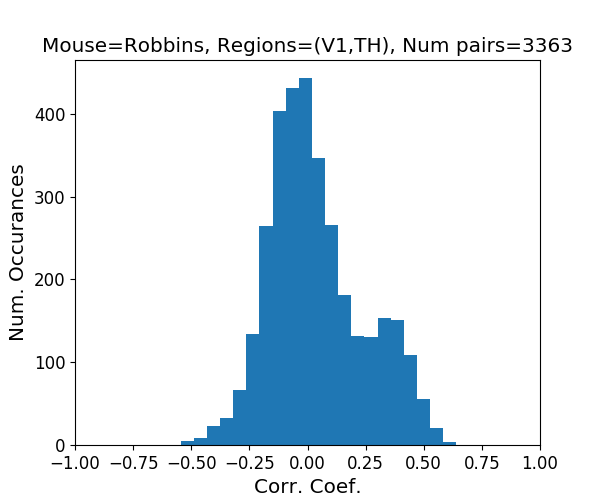 Mouse=Robbins, Regions=(V1,TH), Num pairs=3363
Num. Occurances
400
300
200
100
0
−1.00 −0.75 −0.50 −0.25 0.00 0.25 0.50 0.75 1.00
Corr. Coef.